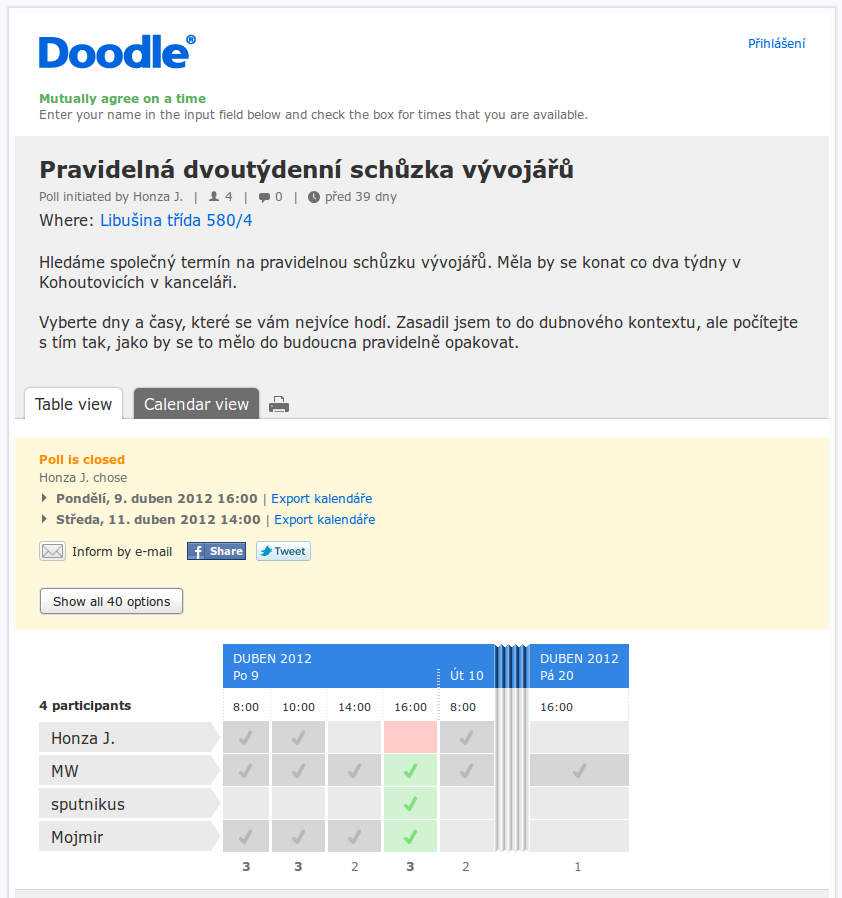 Doodle®
Přihlášení
Mutually agree on a time
Enter your name in the input field below and check the box for times that you are available.
Pravidelná dvoutýdenní schůzka vývojářů
Poll initiated by Honza J. | 4 | 0 | před 39 dny
Where: Libušina třída 580/4
Hledáme společný termín na pravidelnou schůzku vývojářů. Měla by se konat co dva týdny v
Kohoutovicích v kanceláři.
Vyberte dny a časy, které se vám nejvíce hodí. Zasadil jsem to do dubnového kontextu, ale počítejte
s tím tak, jako by se to mělo do budoucna pravidelně opakovat.
Table view Calendar view
Poll is closed
Honza J. chose
Pondělí, 9. duben 2012 16:00 | Export kalendáře
Středa, 11. duben 2012 14:00 | Export kalendáře
Inform by e-mail f Share Tweet
Show all 40 options
DUBEN 2012 DUBEN 2012
Po 9 Út 10 Pá 20
4 participants 8:00 10:00 14:00 16:00 8:00 16:00
Honza J.
MW
sputnikus
Mojmir
3 3 2 3 2 1